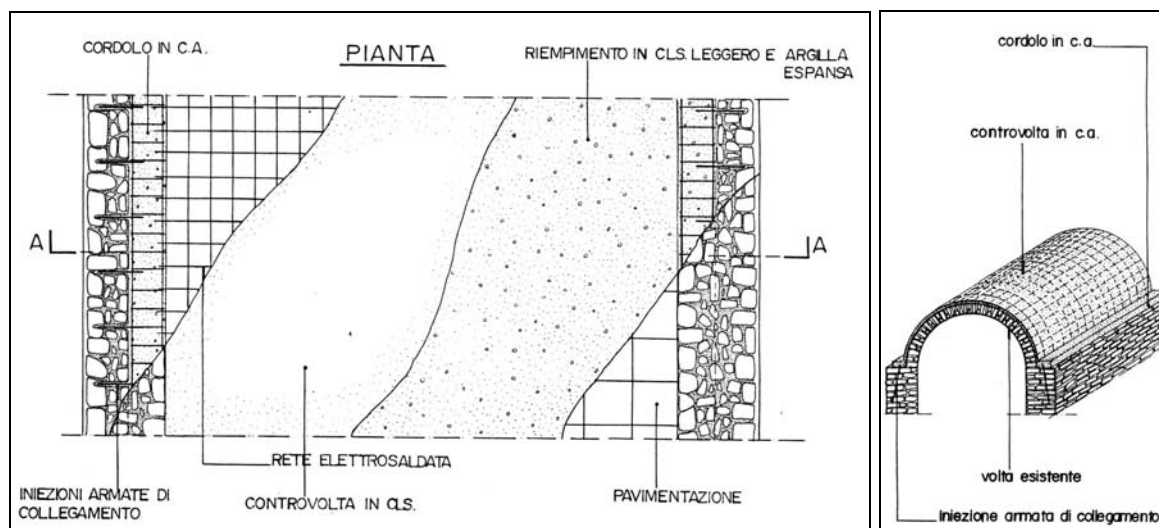 CORDOLO IN C.A.
PIANTA
RIEMPIMENTO IN CLS. LEGGERO E ARGILLA
ESPANSA
A
A
RETE ELETTROSALDATA
INIEZIONI ARMATE DI
COLLEGAMENTO
CONTROVOLTA IN CLS.
PAVIMENTAZIONE
cordolo in c.a.
controvolta in c.a.
volta esistente
Iniezione armata di collegamento